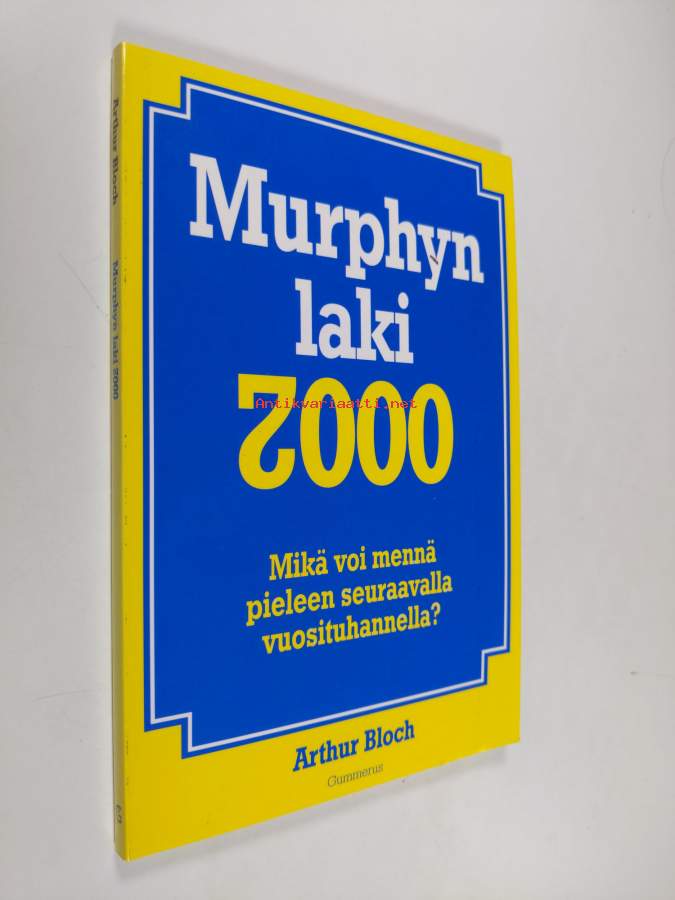 Murphyn
laki
2000
Antikvariaatti.net
Mikä voi mennä
pieleen seuraavalla
vuosituhannella?
Arthur Bloch
Gummerus
Arthur Bloch Murphyn laki 2000